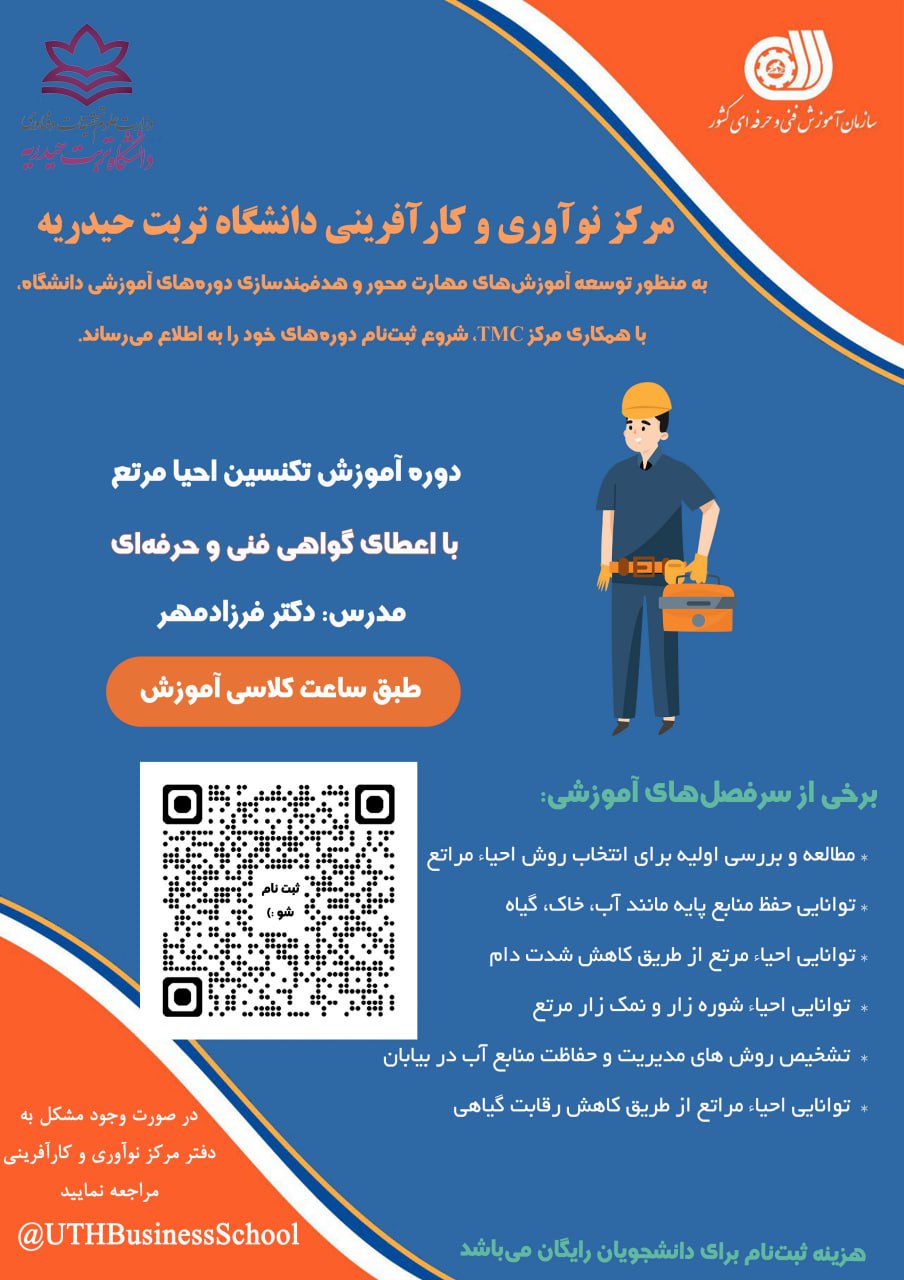 وزارت علوم تحقیقات و فناوری
دانشگاه تربت حیدریه
سازمان آموزش فنی و حرفه ای کشور
مرکز نوآوری و کارآفرینی دانشگاه تربت حیدریه
به منظور توسعه آموزش‌های مهارت محور و هدفمندسازی دوره‌های آموزشی دانشگاه،
با همکاری مرکز TMC، شروع ثبت‌نام دوره‌های خود را به اطلاع می‌رساند.
دوره آموزش تکنسین احیا مرتع
با اعطای گواهی فنی و حرفه‌ای
مدرس: دکتر فرزادمهر
طبق ساعت کلاسی آموزش
ثبت نام
شو :)
برخی از سرفصل‌های آموزشی:
* مطالعه و بررسی اولیه برای انتخاب روش احیاء مراتع
* توانایی حفظ منابع پایه مانند آب، خاک، گیاه
* توانایی احیاء مرتع از طریق کاهش شدت دام
* توانایی احیاء شوره زار و نمک زار مرتع
* تشخیص روش های مدیریت و حفاظت منابع آب در بیابان
* توانایی احیاء مراتع از طریق کاهش رقابت گیاهی
در صورت وجود مشکل به
دفتر مرکز نوآوری و کارآفرینی
مراجعه نمایید
@UTHBusinessSchool
هزینه ثبت‌نام برای دانشجویان رایگان می‌باشد